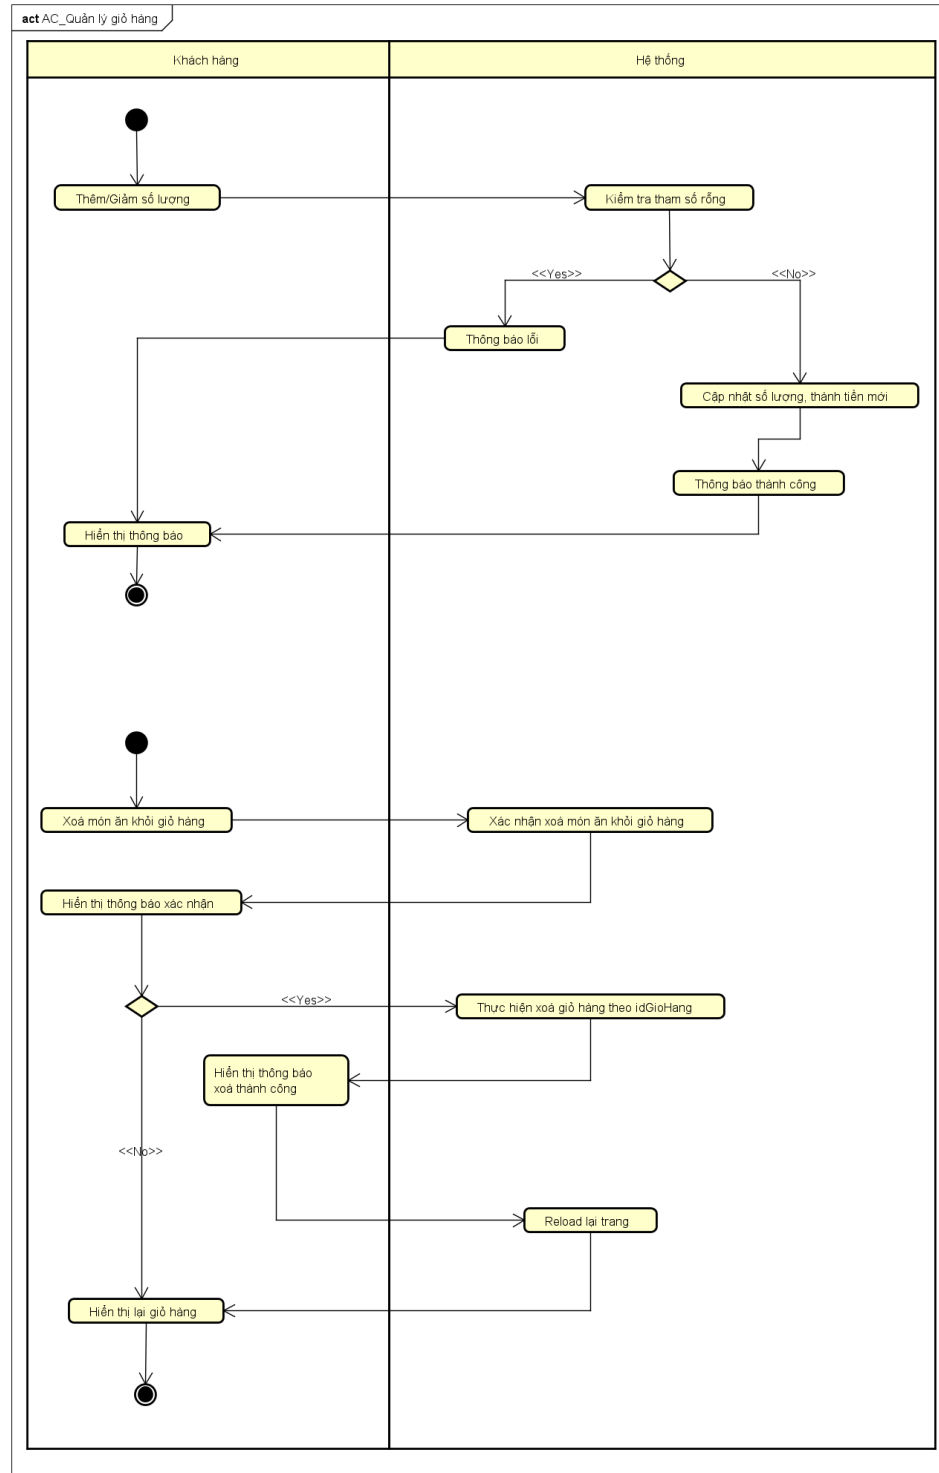 act AC_Quản lý giỏ hàng
Khách hàng
Hệ thống
Thêm/Giảm số lượng
Kiểm tra tham số rỗng
<<Yes>>
<<No>>
Thông báo lỗi
Cập nhật số lượng, thành tiền mới
Thông báo thành công
Hiển thị thông báo
Xoá món ăn khỏi giỏ hàng
Xác nhận xoá món ăn khỏi giỏ hàng
Hiển thị thông báo xác nhận
<<Yes>>
Thực hiện xoá giỏ hàng theo idGioHang
Hiển thị thông báo
xoá thành công
<<No>>
Reload lại trang
Hiển thị lại giỏ hàng